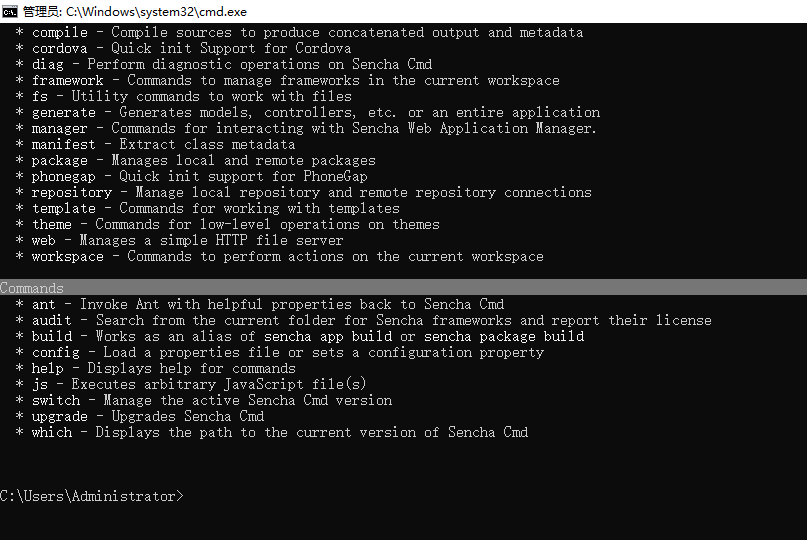 管理员: C:\Windows\system32\cmd.exe
* compile - Compile sources to produce concatenated output and metadata
* cordova - Quick init Support for Cordova
* diag - Perform diagnostic operations on Sencha Cmd
* framework - Commands to manage frameworks in the current workspace
* fs - Utility commands to work with files
* generate - Generates models, controllers, etc. or an entire application
* manager - Commands for interacting with Sencha Web Application Manager.
* manifest - Extract class metadata
* package - Manages local and remote packages
* phonegap - Quick init support for PhoneGap
* repository - Manage local repository and remote repository connections
* template - Commands for working with templates
* theme - Commands for low-level operations on themes
* web - Manages a simple HTTP file server
* workspace - Commands to perform actions on the current workspace
Commands
* ant - Invoke Ant with helpful properties back to Sencha Cmd
* audit - Search from the current folder for Sencha frameworks and report their license
* build - Works as an alias of sencha app build or sencha package build
* config - Load a properties file or sets a configuration property
* help - Displays help for commands
* js - Executes arbitrary JavaScript file(s)
* switch - Manage the active Sencha Cmd version
* upgrade - Upgrades Sencha Cmd
* which - Displays the path to the current version of Sencha Cmd
C:\Users\Administrator>